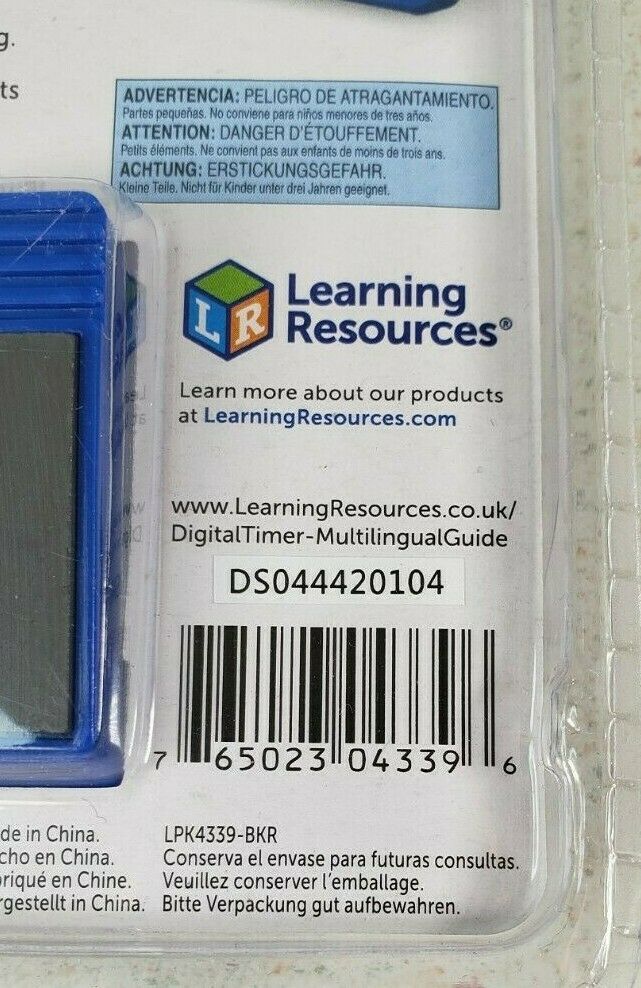 g.
ts
ADVERTENCIA: PELIGRO DE ATRAGANTAMIENTO.
Partes pequeñas. No conviene para niños menores de tres años.
ATTENTION: DANGER D'ÉTOUFFEMENT.
Petits éléments. Ne convient pas aux enfants de moins de trois ans.
ACHTUNG: ERSTICKUNGSGEFAHR.
Kleine Teile. Nicht für Kinder unter drei Jahren geeignet.
LR
Learning
Resources®
Learn more about our products
at LearningResources.com
www.LearningResources.co.uk/
DigitalTimer-MultilingualGuide
DS044420104
7 65023 04339 6
de in China.
cho en China.
briqué en Chine.
rgestellt in China.
LPK4339-BKR
Conserva el envase para futuras consultas.
Veuillez conserver l'emballage.
Bitte Verpackung gut aufbewahren.